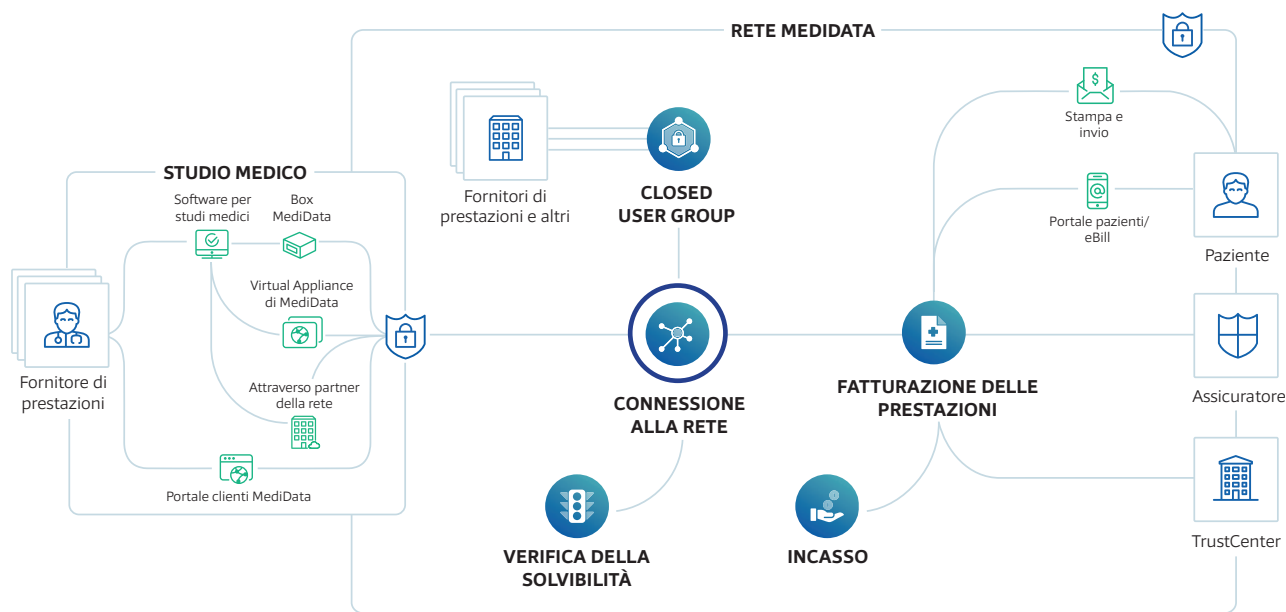 RETE MEDIDATA
$
Stampa e
invio
STUDIO MEDICO
Software per
studi medici
Box
MediData
Fornitori di
prestazioni e altri
CLOSED
USER GROUP
@
Portale pazienti/
eBill
Paziente
Virtual Appliance
di MediData
Fornitore di
prestazioni
Attraverso partner
della rete
CONNESSIONE
ALLA RETE
FATTURAZIONE DELLE
PRESTAZIONI
Assicuratore
Portale clienti MediData
VERIFICA DELLA
SOLVIBILITÀ
INCASSO
TrustCenter